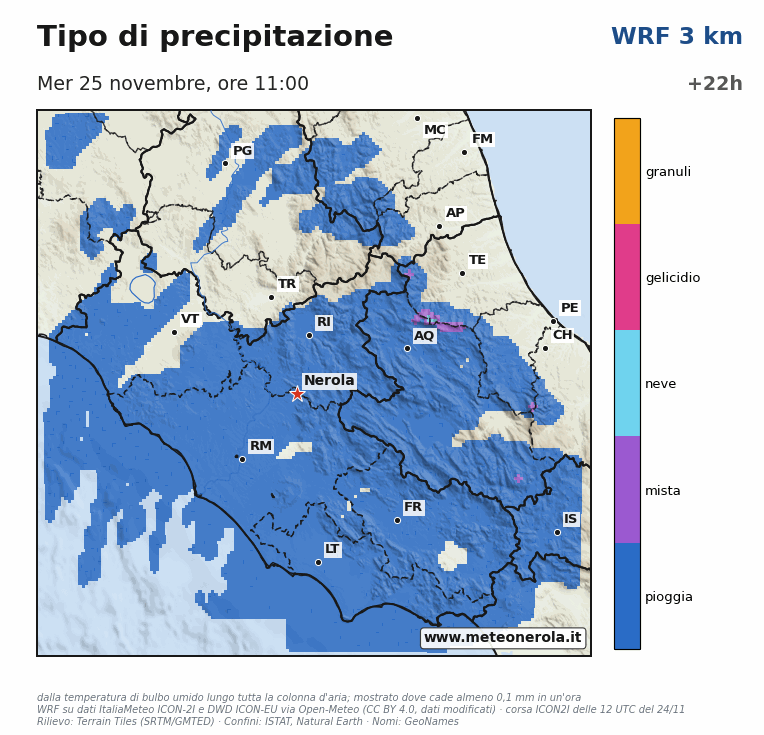 Tipo di precipitazione
WRF 3 km
Mer 25 novembre, ore 11:00
+22h
MC
FM
PG
AP
TE
TR
PE
VT
RI
AQ
CH
Nerola
RM
FR
IS
LT
www.meteonerola.it
granuli
gelicidio
neve
mista
pioggia
dalla temperatura di bulbo umido lungo tutta la colonna d'aria; mostrato dove cade almeno 0,1 mm in un'ora
WRF su dati ItaliaMeteo ICON-2I e DWD ICON-EU via Open-Meteo (CC BY 4.0, dati modificati) · corsa ICON2I delle 12 UTC del 24/11
Rilievo: Terrain Tiles (SRTM/GMTED) · Confini: ISTAT, Natural Earth · Nomi: GeoNames